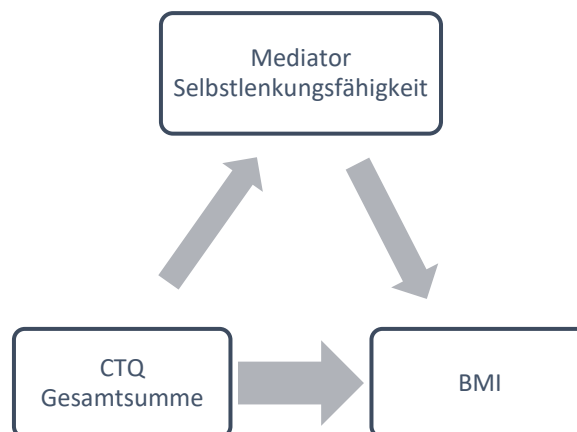 Mediator
Selbstlenkungsfähigkeit
CTQ
Gesamtsumme
BMI